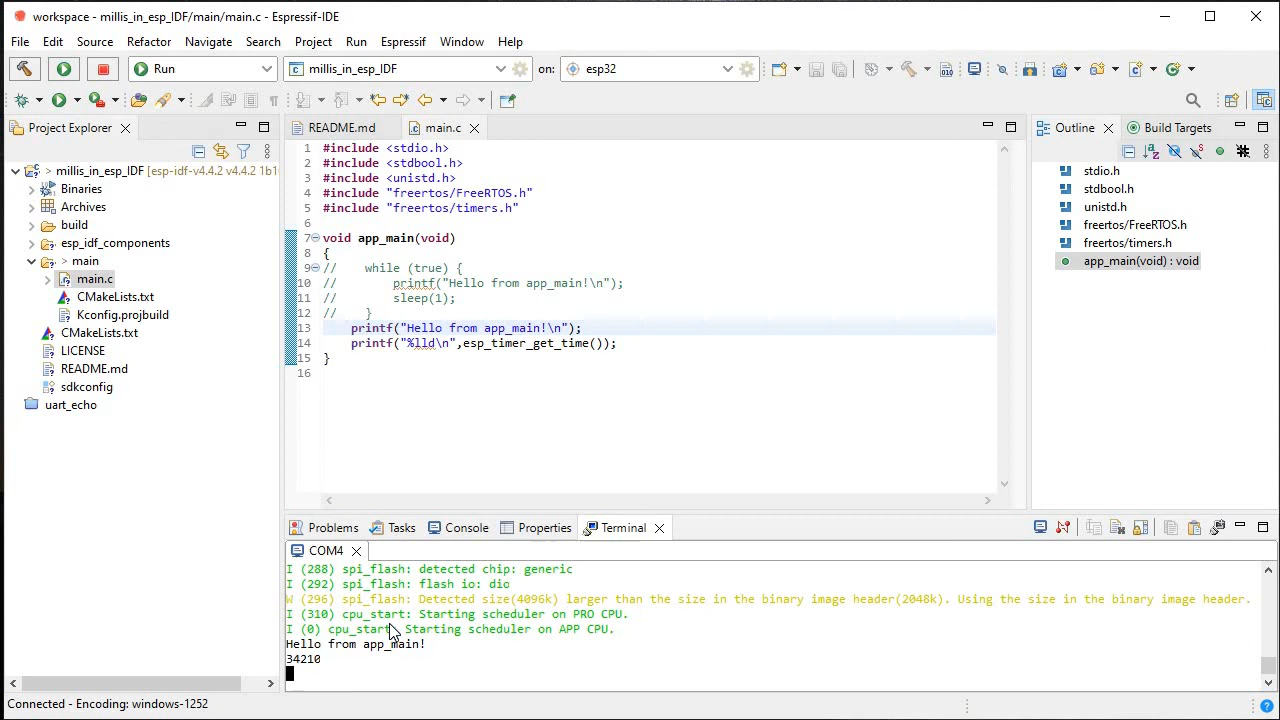 workspace - millis_in_esp_IDF/main/main.c - Espressif-IDE
File Edit Source Refactor Navigate Search Project Run Espressif Window Help
Run millis_in_esp_IDF on: esp32
Project Explorer
millis_in_esp_IDF [esp-idf-v4.4.2 v4.4.2 1b1
Binaries
Archives
build
esp_idf_components
main
main.c
CMakeLists.txt
Kconfig.projbuild
CMakeLists.txt
LICENSE
README.md
sdkconfig
uart_echo
README.md main.c
1 #include <stdio.h>
2 #include <stdbool.h>
3 #include <unistd.h>
4 #include "freertos/FreeRTOS.h"
5 #include "freertos/timers.h"
6
7 void app_main(void)
8 {
9 // while (true) {
10 // printf("Hello from app_main!\n");
11 // sleep(1);
12 // }
13 printf("Hello from app_main!\n");
14 printf("%lld\n",esp_timer_get_time());
15 }
16
Outline Build Targets
stdio.h
stdbool.h
unistd.h
freertos/FreeRTOS.h
freertos/timers.h
app_main(void) : void
Problems Tasks Console Properties Terminal
COM4
I (288) spi_flash: detected chip: generic
I (292) spi_flash: flash io: dio
W (296) spi_flash: Detected size(4096k) larger than the size in the binary image header(2048k). Using the size in the binary image header.
I (310) cpu_start: Starting scheduler on PRO CPU.
I (0) cpu_start: Starting scheduler on APP CPU.
Hello from app_main!
34210
Connected - Encoding: windows-1252